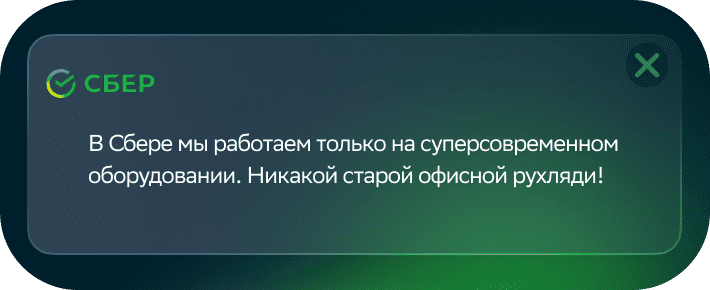 СБЕР
В Сбере мы работаем только на суперсовременном
оборудовании. Никакой старой офисной рухляди!